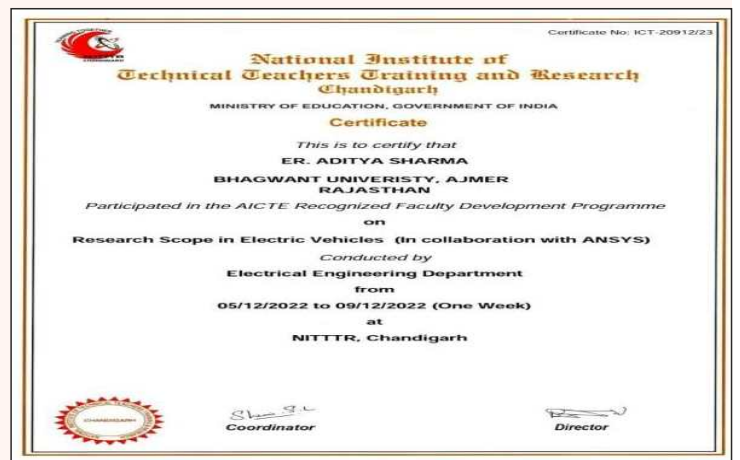 Certificate No: ICT-20912/23
National Institute of
Technical Teachers Training and Research
Chandigarh
MINISTRY OF EDUCATION, GOVERNMENT OF INDIA
Certificate
This is to certify that
ER. ADITYA SHARMA
BHAGWANT UNIVERISTY, AJMER
RAJASTHAN
Participated in the AICTE Recognized Faculty Development Programme
on
Research Scope in Electric Vehicles (In collaboration with ANSYS)
Conducted by
Electrical Engineering Department
from
05/12/2022 to 09/12/2022 (One Week)
at
NITTTR, Chandigarh
CHANDIGARH
Coordinator
Director